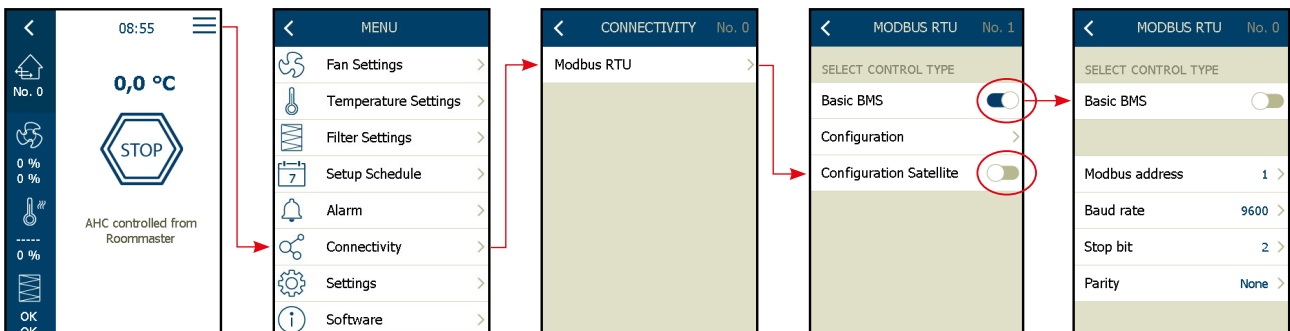 08:55
No. 0
0,0 °C
STOP
0 %
0 %
AHC controlled from
Roommaster
-----
0 %
OK
OK
MENU
Fan Settings
Temperature Settings
Filter Settings
7
Setup Schedule
Alarm
Connectivity
Settings
i
Software
CONNECTIVITY No. 0
Modbus RTU
MODBUS RTU No. 1
SELECT CONTROL TYPE
Basic BMS
Configuration
Configuration Satellite
MODBUS RTU No. 0
SELECT CONTROL TYPE
Basic BMS
Modbus address 1
Baud rate 9600
Stop bit 2
Parity None